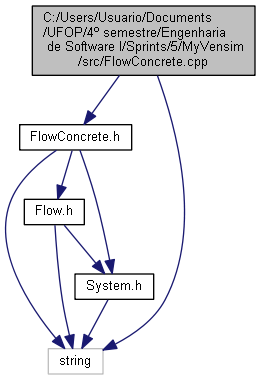 C:/Users/Usuario/Documents
/UFOP/4º semestre/Engenharia
de Software I/Sprints/5/MyVensim
/src/FlowConcrete.cpp
FlowConcrete.h
Flow.h
System.h
string